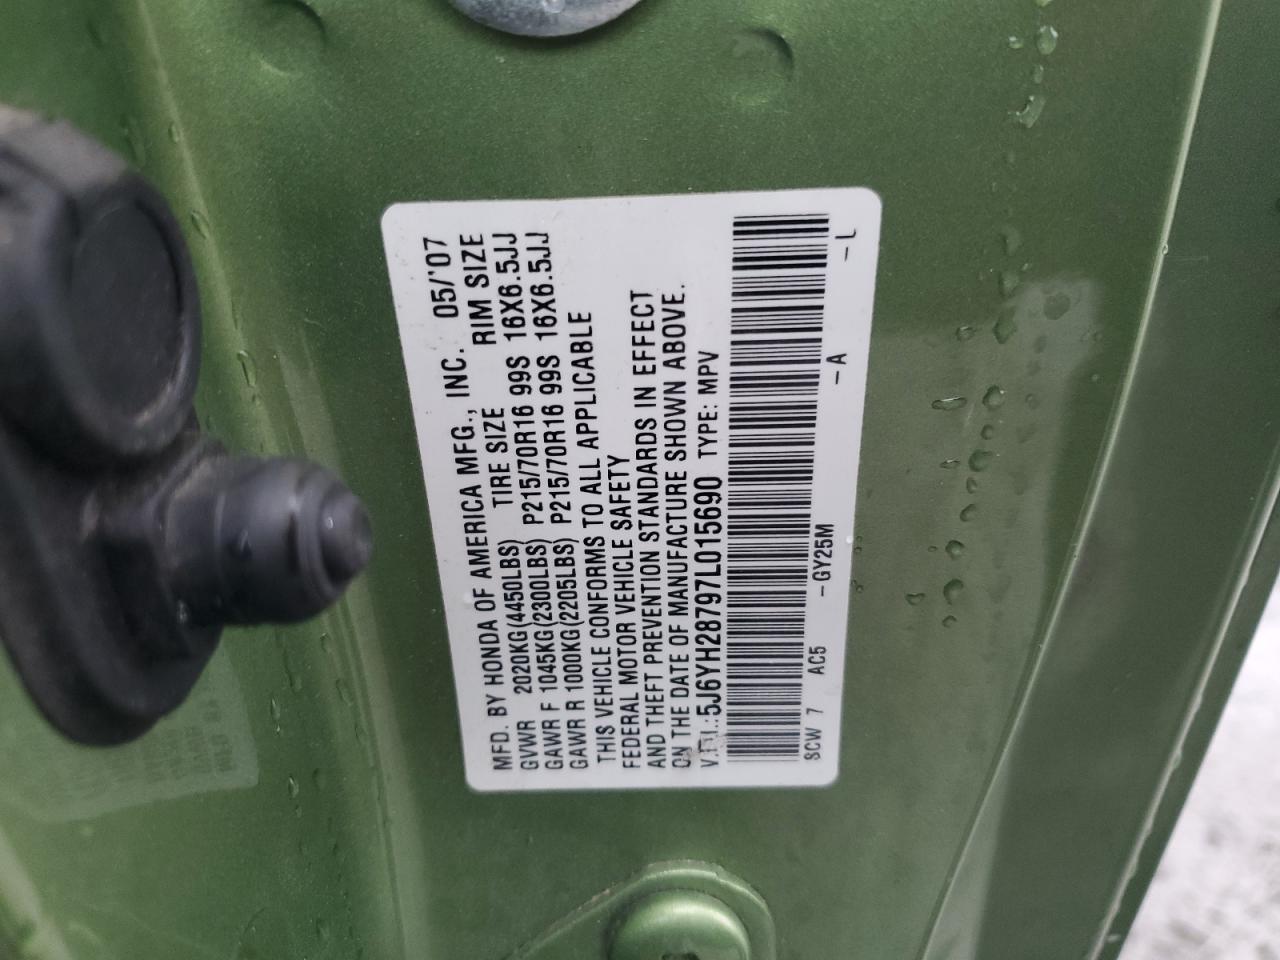 MFD. BY HONDA OF AMERICA MFG., INC. 05/'07
GVWR 2020KG(4450LBS) TIRE SIZE RIM SIZE
GAWR F 1045KG(2300LBS) P215/70R16 99S 16X6.5JJ
GAWR R 1000KG(2205LBS) P215/70R16 99S 16X6.5JJ
THIS VEHICLE CONFORMS TO ALL APPLICABLE
FEDERAL MOTOR VEHICLE SAFETY
AND THEFT PREVENTION STANDARDS IN EFFECT
ON THE DATE OF MANUFACTURE SHOWN ABOVE.
V.I.N.:5J6YH28797L015690 TYPE: MPV
SCW 7 AC5 -GY25M -A -L